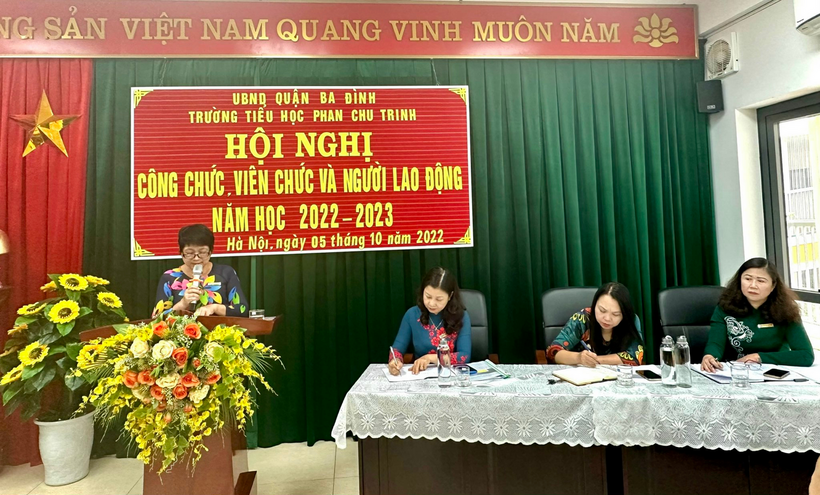 G SẢN VIỆT NAM QUANG VINH MUÔN NĂM
UBND QUẬN BA ĐÌNH
TRƯỜNG TIỂU HỌC PHAN CHU TRINH
HỘI NGHỊ
CÔNG CHỨC, VIÊN CHỨC VÀ NGƯỜI LAO ĐỘNG
NĂM HỌC 2022-2023
Hà Nội, ngày 05 tháng 10 năm 2022